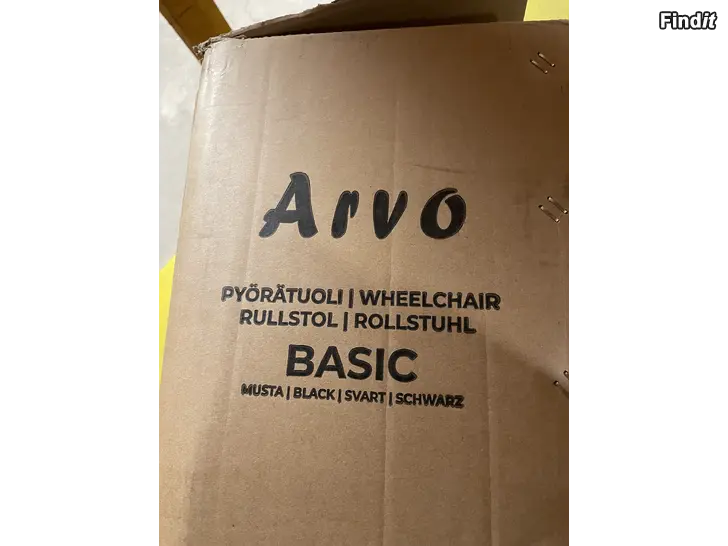 Findit
Arvo
PYÖRÄTUOLI | WHEELCHAIR
RULLSTOL | ROLLSTUHL
BASIC
MUSTA | BLACK | SVART | SCHWARZ